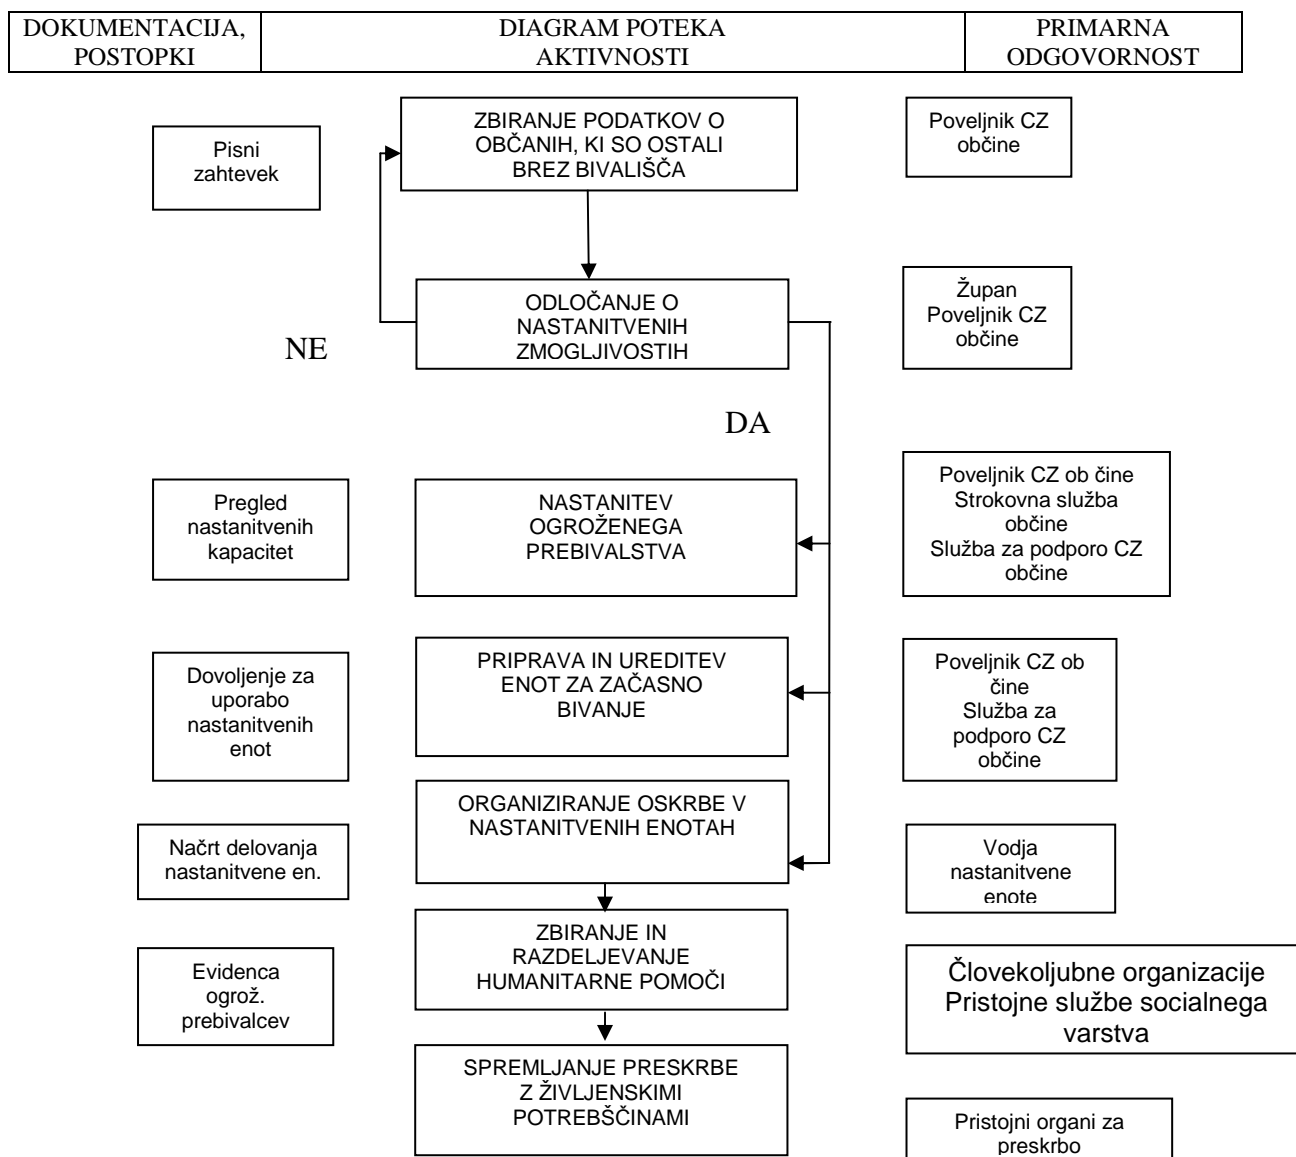 DOKUMENTACIJA,
POSTOPKI
DIAGRAM POTEKA
AKTIVNOSTI
PRIMARNA
ODGOVORNOST
Pisni
zahtevek
ZBIRANJE PODATKOV O
OBČANIH, KI SO OSTALI
BREZ BIVALIŠČA
Poveljnik CZ
občine
ODLOČANJE O
NASTANITVENIH
ZMOGLJIVOSTIH
Župan
Poveljnik CZ
občine
NE
DA
Pregled
nastanitvenih
kapacitet
NASTANITEV
OGROŽENEGA
PREBIVALSTVA
Poveljnik CZ ob čine
Strokovna služba
občine
Služba za podporo CZ
občine
Dovoljenje za
uporabo
nastanitvenih
enot
PRIPRAVA IN UREDITEV
ENOT ZA ZAČASNO
BIVANJE
Poveljnik CZ ob
čine
Služba za
podporo CZ
občine
Načrt delovanja
nastanitvene en.
ORGANIZIRANJE OSKRBE V
NASTANITVENIH ENOTAH
Vodja
nastanitvene
enote
Evidenca
ogrož.
prebivalcev
ZBIRANJE IN
RAZDELJEVANJE
HUMANITARNE POMOČI
Človekoljubne organizacije
Pristojne službe socialnega
varstva
SPREMLJANJE PRESKRBE
Z ŽIVLJENSKIMI
POTREBŠČINAMI
Pristojni organi za
preskrbo